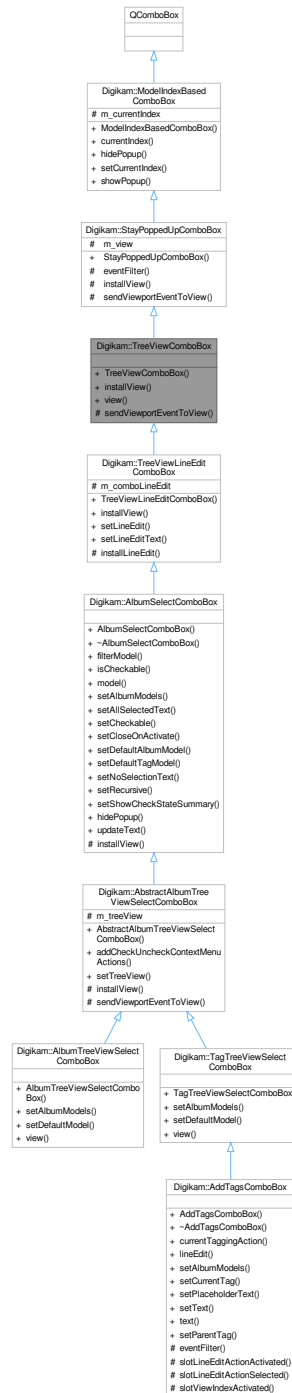 QComboBox
Digikam::ModelIndexBased
ComboBox
# m_currentIndex
+ ModelIndexBasedComboBox()
+ currentIndex()
+ hidePopup()
+ setCurrentIndex()
+ showPopup()
Digikam::StayPoppedUpComboBox
# m_view
+ StayPoppedUpComboBox()
# eventFilter()
# installView()
# sendViewportEventToView()
Digikam::TreeViewComboBox
+ TreeViewComboBox()
+ installView()
+ view()
# sendViewportEventToView()
Digikam::TreeViewLineEdit
ComboBox
# m_comboLineEdit
+ TreeViewLineEditComboBox()
+ installView()
+ setLineEdit()
+ setLineEditText()
# installLineEdit()
Digikam::AlbumSelectComboBox
+ AlbumSelectComboBox()
+ ~AlbumSelectComboBox()
+ filterModel()
+ isCheckable()
+ model()
+ setAlbumModels()
+ setAllSelectedText()
+ setCheckable()
+ setCloseOnActivate()
+ setDefaultAlbumModel()
+ setDefaultTagModel()
+ setNoSelectionText()
+ setRecursive()
+ setShowCheckStateSummary()
+ hidePopup()
+ updateText()
# installView()
Digikam::AbstractAlbumTree
ViewSelectComboBox
# m_treeView
+ AbstractAlbumTreeViewSelect
ComboBox()
+ addCheckUncheckContextMenu
Actions()
+ setTreeView()
# installView()
# sendViewportEventToView()
Digikam::AlbumTreeViewSelect
ComboBox
+ AlbumTreeViewSelectCombo
Box()
+ setAlbumModels()
+ setDefaultModel()
+ view()
Digikam::TagTreeViewSelect
ComboBox
+ TagTreeViewSelectComboBox()
+ setAlbumModels()
+ setDefaultModel()
+ view()
Digikam::AddTagsComboBox
+ AddTagsComboBox()
+ ~AddTagsComboBox()
+ currentTaggingAction()
+ lineEdit()
+ setAlbumModels()
+ setCurrentTag()
+ setPlaceholderText()
+ setText()
+ text()
+ setParentTag()
# eventFilter()
# slotLineEditActionActivated()
# slotLineEditActionSelected()
# slotViewIndexActivated()